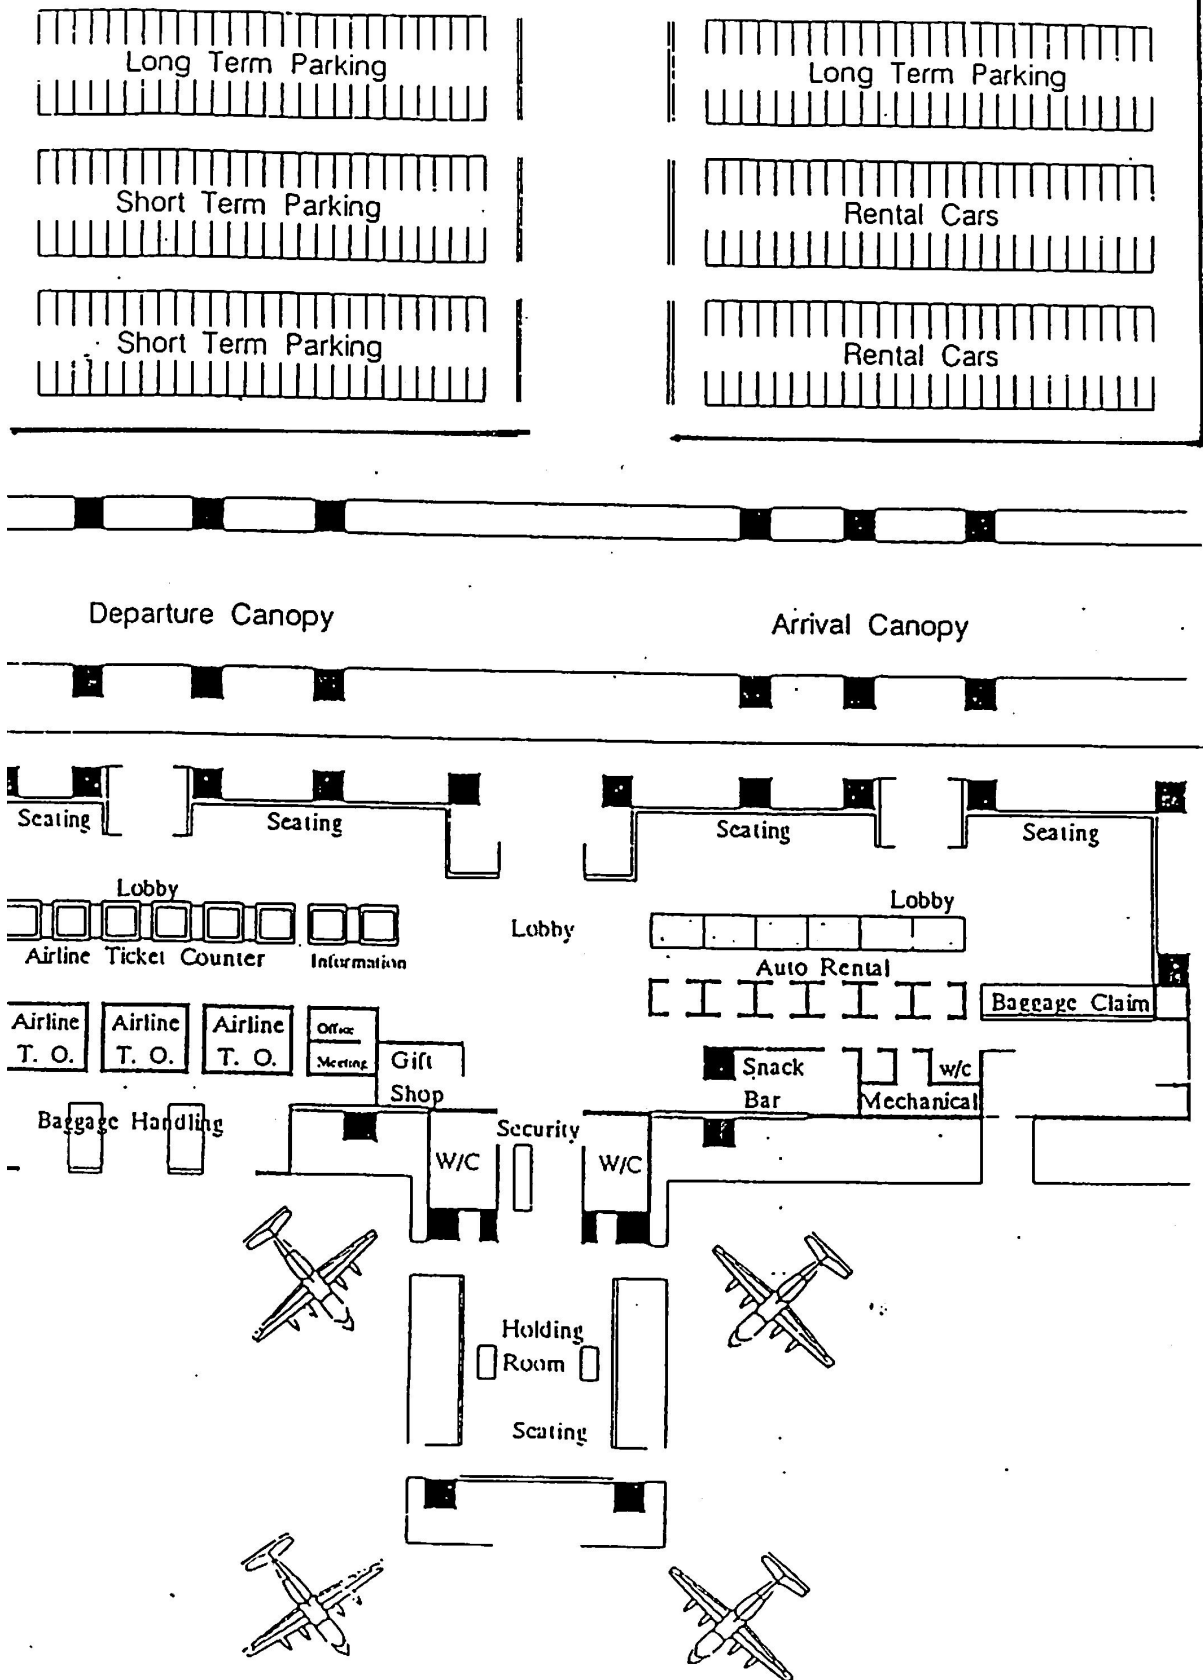 Long Term Parking
Long Term Parking
Short Term Parking
Rental Cars
Short Term Parking
Rental Cars
Departure Canopy
Arrival Canopy
Seating
Seating
Seating
Seating
Lobby
Lobby
Lobby
Airline Ticket Counter
Information
Auto Rental
Baggage Claim
Airline
T. O.
Airline
T. O.
Airline
T. O.
Office
Meeting
Gift
Shop
Snack
Bar
w/c
Mechanical
Baggage Handling
Security
W/C
W/C
Holding
Room
Seating